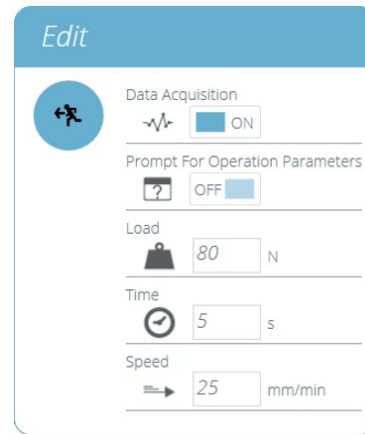 Edit
Data Acquisition
ON
Prompt For Operation Parameters
?
OFF
Load
80 N
Time
5 s
Speed
25 mm/min